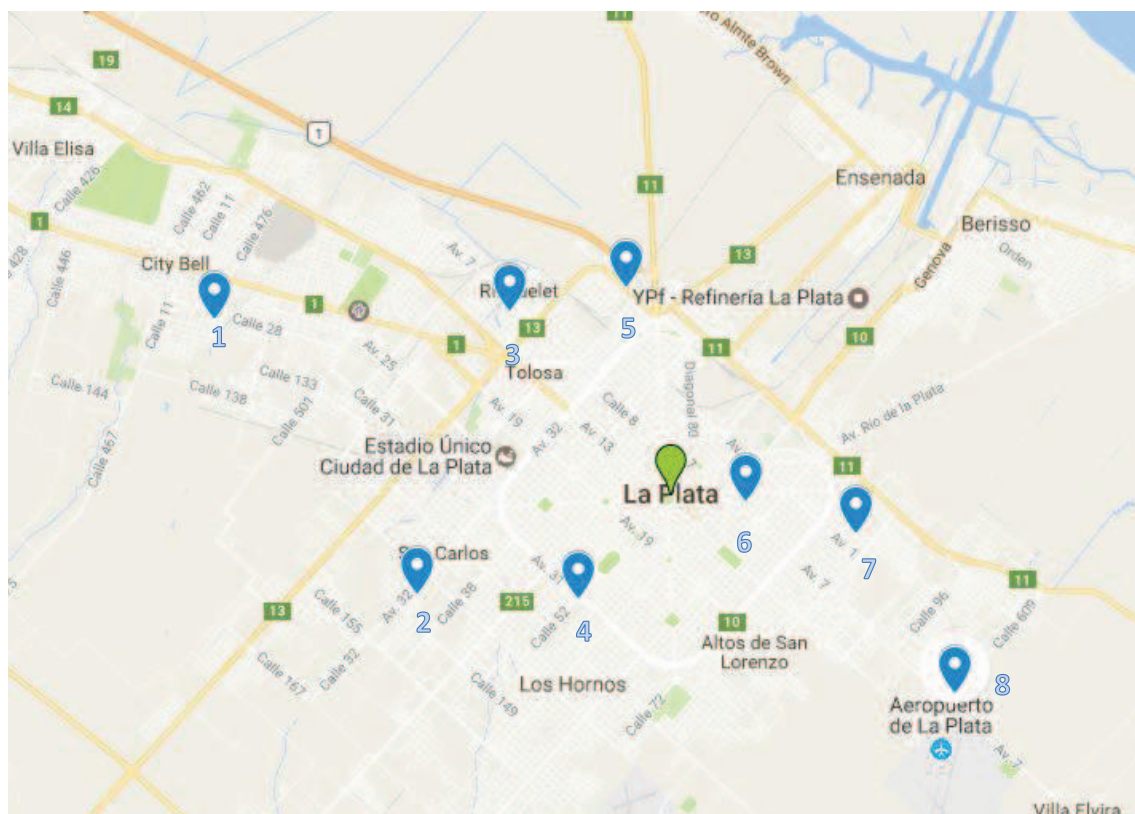 11
ro Almte Brown
19
14
1
Villa Elisa
Calle 426
Calle 462
Calle 11
Calle 476
11
Ensenada
Berisso
Orden
Genova
1
428
Calle 446
City Bell
Av. 7
13
YPf - Refinería La Plata
1
5
Calle 11
Calle 28
1
3
13
1
Av. 25
Tolosa
11
10
Calle 144
Calle 138
Calle 133
Calle 501
Calle 31
Av. 19
Av. 32
Calle 8
Av. 13
Diagonal 80
Av. Río de la Plata
Calle 467
Estadio Único
Ciudad de La Plata
7
11
La Plata
Av. 19
6
Av. 1
7
Av. 7
Carlos
Av. 32
Calle 38
2
215
Calle 52
4
11
Calle 96
Calle 609
13
Calle 155
Calle 32
Calle 167
Calle 149
10
Altos de San
Lorenzo
Los Hornos
Calle 72
8
Aeropuerto
de La Plata
Av. 7
Villa Elvira